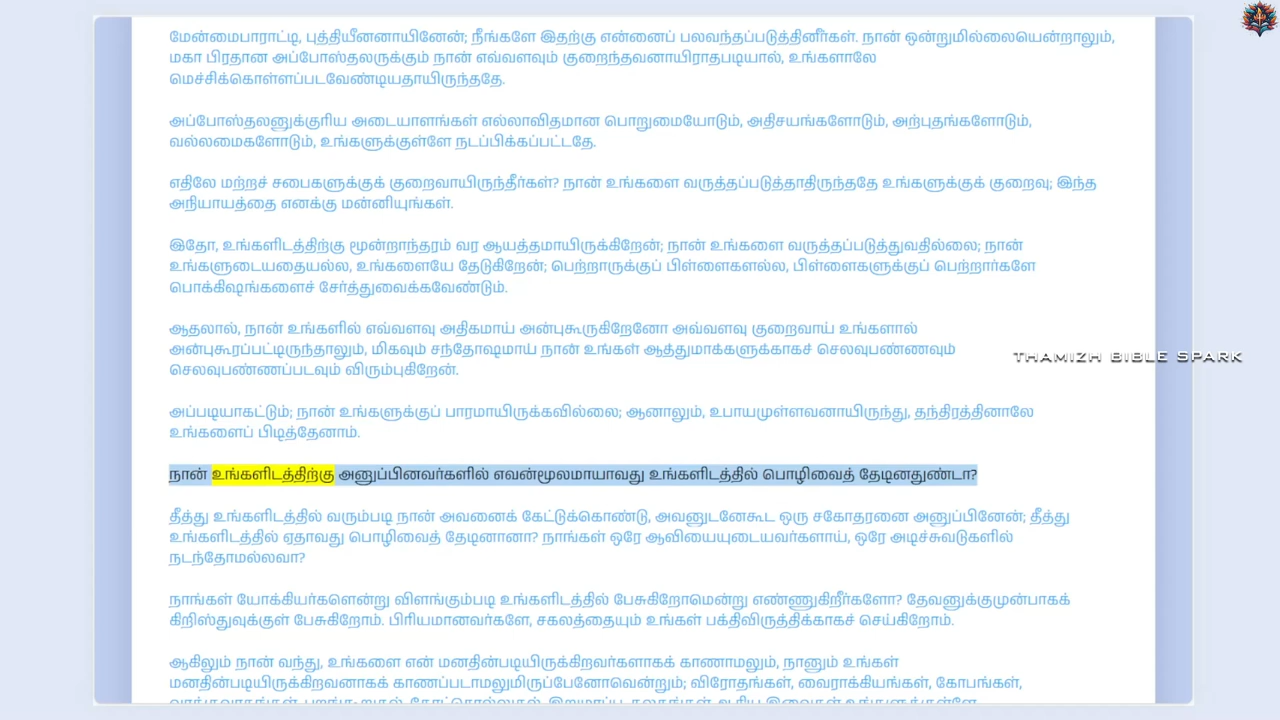 மேன்மைபாராட்டி, புத்தியீனனாயினேன்; நீங்களே இதற்கு என்னைப் பலவந்தப்படுத்தினீர்கள். நான் ஒன்றுமில்லையென்றாலும்,
மகா பிரதான அப்போஸ்தலருக்கும் நான் எவ்வளவும் குறைந்தவனாயிராதபடியால், உங்களாலே
மெச்சிக்கொள்ளப்படவேண்டியதாயிருந்ததே.
அப்போஸ்தலனுக்குரிய அடையாளங்கள் எல்லாவிதமான பொறுமையோடும், அதிசயங்களோடும், அற்புதங்களோடும்,
வல்லமைகளோடும், உங்களுக்குள்ளே நடப்பிக்கப்பட்டதே.
எதிலே மற்றச் சபைகளுக்குக் குறைவாயிருந்தீர்கள்? நான் உங்களை வருத்தப்படுத்தாதிருந்ததே உங்களுக்குக் குறைவு; இந்த
அநியாயத்தை எனக்கு மன்னியுங்கள்.
இதோ, உங்களிடத்திற்கு மூன்றாந்தரம் வர ஆயத்தமாயிருக்கிறேன்; நான் உங்களை வருத்தப்படுத்துவதில்லை; நான்
உங்களுடையதையல்ல, உங்களையே தேடுகிறேன்; பெற்றாருக்குப் பிள்ளைகளல்ல, பிள்ளைகளுக்குப் பெற்றார்களே
பொக்கிஷங்களைச் சேர்த்துவைக்கவேண்டும்.
ஆதலால், நான் உங்களில் எவ்வளவு அதிகமாய் அன்புகூருகிறேனோ அவ்வளவு குறைவாய் உங்களால்
அன்புகூரப்பட்டிருந்தாலும், மிகவும் சந்தோஷமாய் நான் உங்கள் ஆத்துமாக்களுக்காகச் செலவுபண்ணவும்
செலவுபண்ணப்படவும் விரும்புகிறேன்.
THAMIZH BIBLE SPARK
அப்படியாகட்டும்; நான் உங்களுக்குப் பாரமாயிருக்கவில்லை; ஆனாலும், உபாயமுள்ளவனாயிருந்து, தந்திரத்தினாலே
உங்களைப் பிடித்தேனாம்.
நான் உங்களிடத்திற்கு அனுப்பினவர்களில் எவன்மூலமாயாவது உங்களிடத்தில் பொழிவைத் தேடினதுண்டா?
தீத்து உங்களிடத்தில் வரும்படி நான் அவனைக் கேட்டுக்கொண்டு, அவனுடனேகூட ஒரு சகோதரனை அனுப்பினேன்; தீத்து
உங்களிடத்தில் ஏதாவது பொழிவைத் தேடினானா? நாங்கள் ஒரே ஆவியையுடையவர்களாய், ஒரே அடிச்சுவடுகளில்
நடந்தோமல்லவா?
நாங்கள் யோக்கியர்களென்று விளங்கும்படி உங்களிடத்தில் பேசுகிறோமென்று எண்ணுகிறீர்களோ? தேவனுக்குமுன்பாகக்
கிறிஸ்துவுக்குள் பேசுகிறோம். பிரியமானவர்களே, சகலத்தையும் உங்கள் பக்திவிருத்திக்காகச் செய்கிறோம்.
ஆகிலும் நான் வந்து, உங்களை என் மனதின்படியிருக்கிறவர்களாகக் காணாமலும், நானும் உங்கள்
மனதின்படியிருக்கிறவனாகக் காணப்படாமலுமிருப்பேனோவென்றும்; விரோதங்கள், வைராக்கியங்கள், கோபங்கள்,